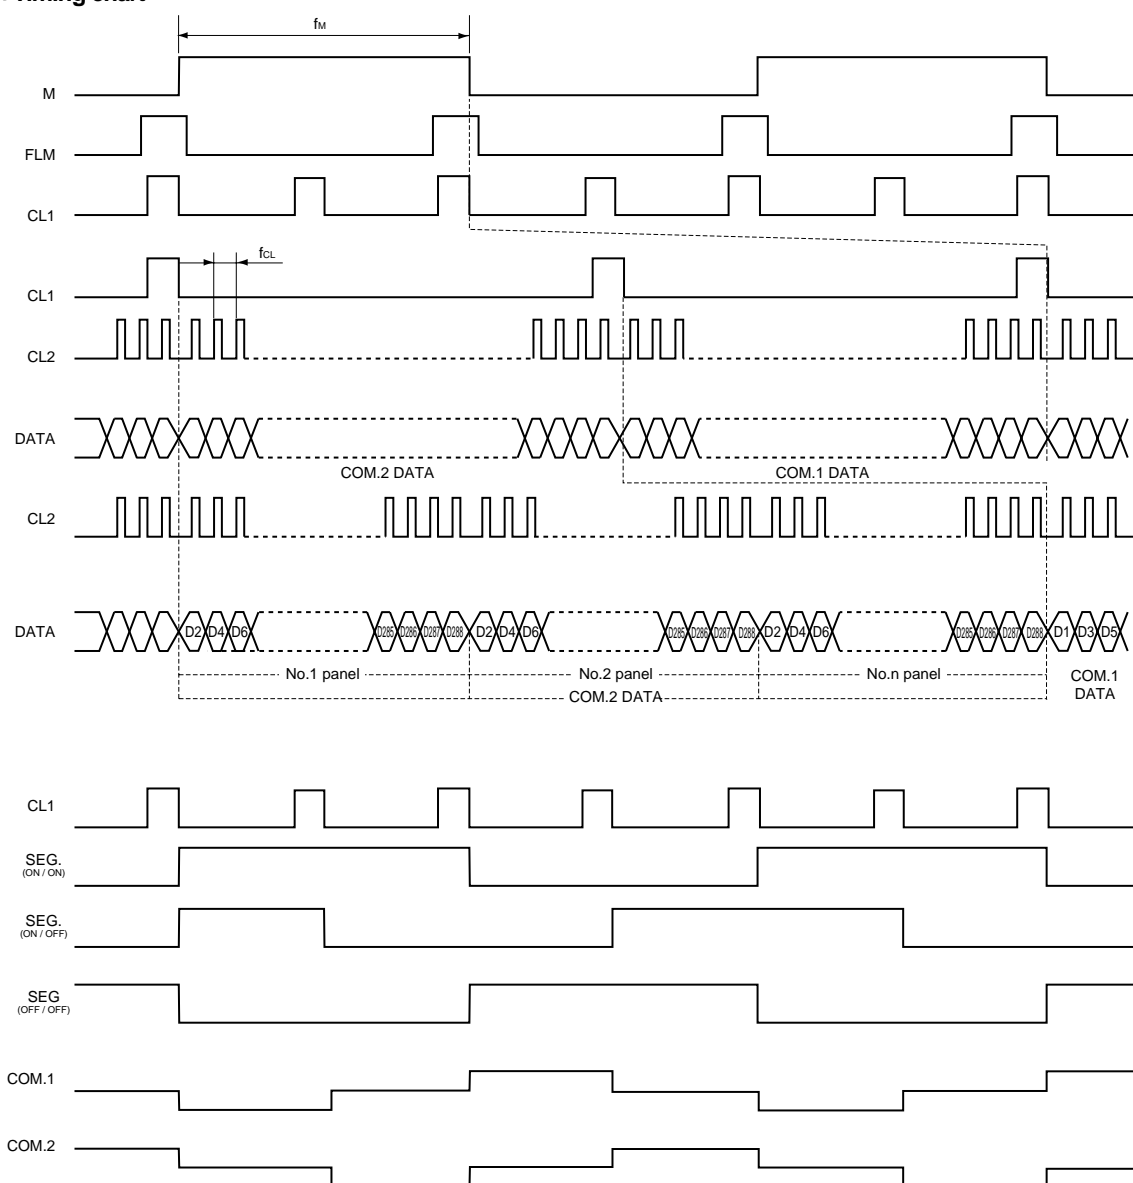 fM
M
FLM
CL1
fCL
CL1
CL2
DATA
COM.2 DATA COM.1 DATA
CL2
DATA D2 D4 D6 D285 D286 D287 D288 D2 D4 D6 D285 D286 D287 D288 D2 D4 D6 D285 D286 D287 D288 D1 D3 D5
No.1 panel No.2 panel No.n panel COM.1
COM.2 DATA DATA
CL1
SEG.
(ON / ON)
SEG.
(ON / OFF)
SEG
(OFF / OFF)
COM.1
COM.2